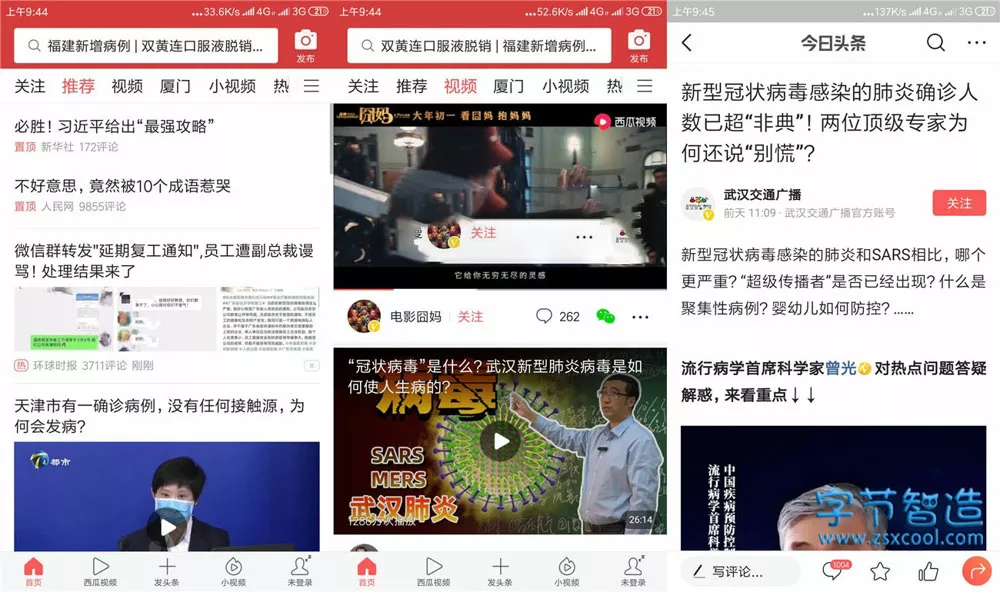 上午9:44
33.6K/s 4G 3G 21
福建新增病例 | 双黄连口服液脱销...
发布
关注 推荐 视频 厦门 小视频 热
必胜！习近平给出“最强攻略”
置顶 新华社 172评论
不好意思，竟然被10个成语惹哭
置顶 人民网 9855评论
微信群转发"延期复工通知",员工遭副总裁谩
骂！处理结果来了
热 环球时报 3711评论 刚刚
天津市有一确诊病例，没有任何接触源，为
何会发病？
都市
首页 西瓜视频 发头条 小视频 未登录
上午9:44
52.6K/s 4G 3G 21
双黄连口服液脱销 | 福建新增病例...
发布
关注 推荐 视频 厦门 小视频 热
囧妈 大年初一 看囧妈 抱妈妈
西瓜视频
关注
它给你无穷无尽的灵感
电影囧妈 关注 262
“冠状病毒”是什么？武汉新型肺炎病毒是如
何使人生病的？
病毒
SARS
MERS
武汉肺炎
26:14
首页 西瓜视频 发头条 小视频 未登录
上午9:45
137K/s 4G 3G 21
今日头条
新型冠状病毒感染的肺炎确诊人
数已超“非典”！两位顶级专家为
何还说“别慌”？
武汉交通广播
前天 11:09 · 武汉交通广播官方账号
关注
新型冠状病毒感染的肺炎和SARS相比，哪个
更严重？“超级传播者”是否已经出现？什么是
聚集性病例？婴幼儿如何防控？......
流行病学首席科学家曾光对热点问题答疑
解惑，来看重点↓↓
中国疾病预防控制
流行病学首席科学
字节智造
www.zsxcool.com
写评论...
1004